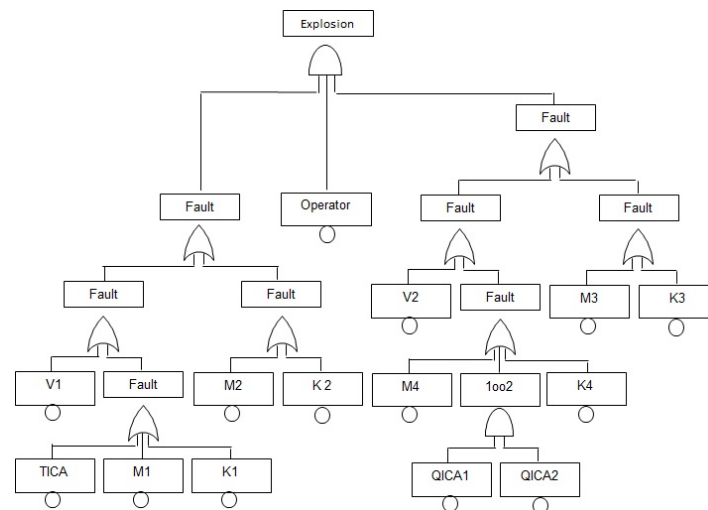 Explosion
Fault
Fault
Operator
Fault
Fault
Fault
Fault
V2
Fault
M3
K3
V1
Fault
M2
K 2
M4
1oo2
K4
TICA
M1
K1
QICA1
QICA2